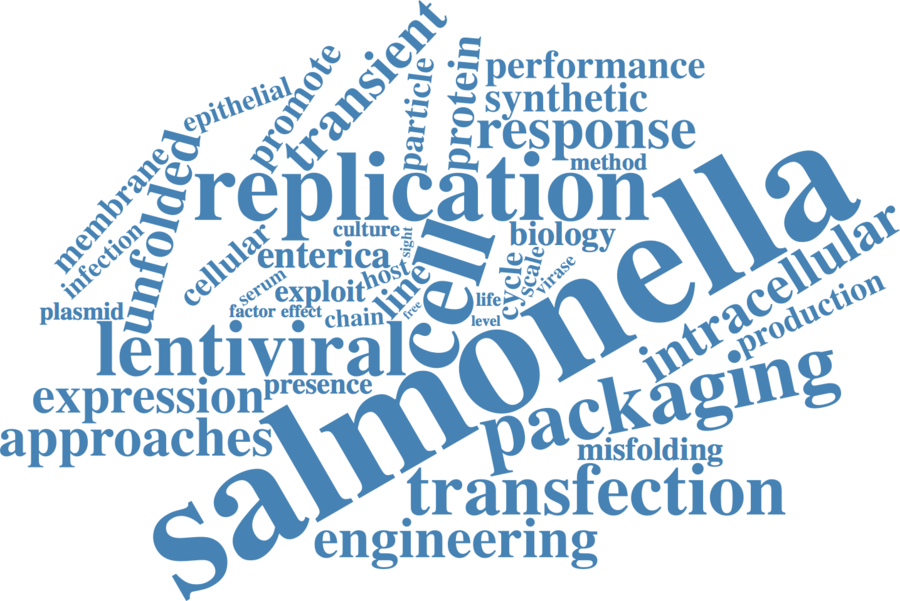 transient
promote
particle
protein
performance
epithelial
synthetic
response
membrane
unfolded
method
replication
salmonella
infection
cellular
culture
sight
cell
biology
intracellular
enterica
host
line
cycle
scale
virase
serum
exploit
plasmid
factor
effect
chain
free
life
level
production
lentiviral
packaging
presence
expression
approaches
misfolding
transfection
engineering